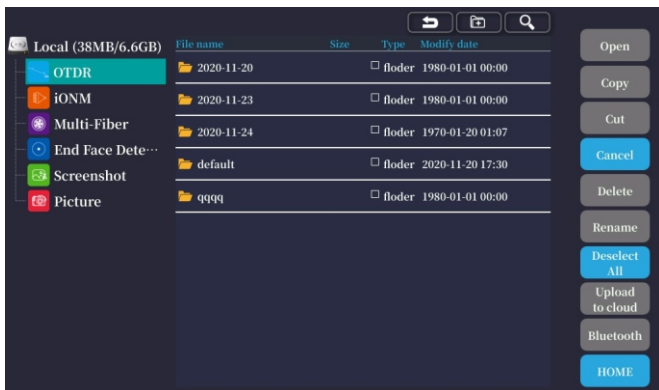 Local (38MB/6.6GB)
OTDR
iONM
Multi-Fiber
End Face Dete···
Screenshot
Picture
File name Size Type Modify date
2020-11-20 floder 1980-01-01 00:00
2020-11-23 floder 1980-01-01 00:00
2020-11-24 floder 1970-01-20 01:07
default floder 2020-11-20 17:30
qqqq floder 1980-01-01 00:00
Open
Copy
Cut
Cancel
Delete
Rename
Deselect
All
Upload
to cloud
Bluetooth
HOME